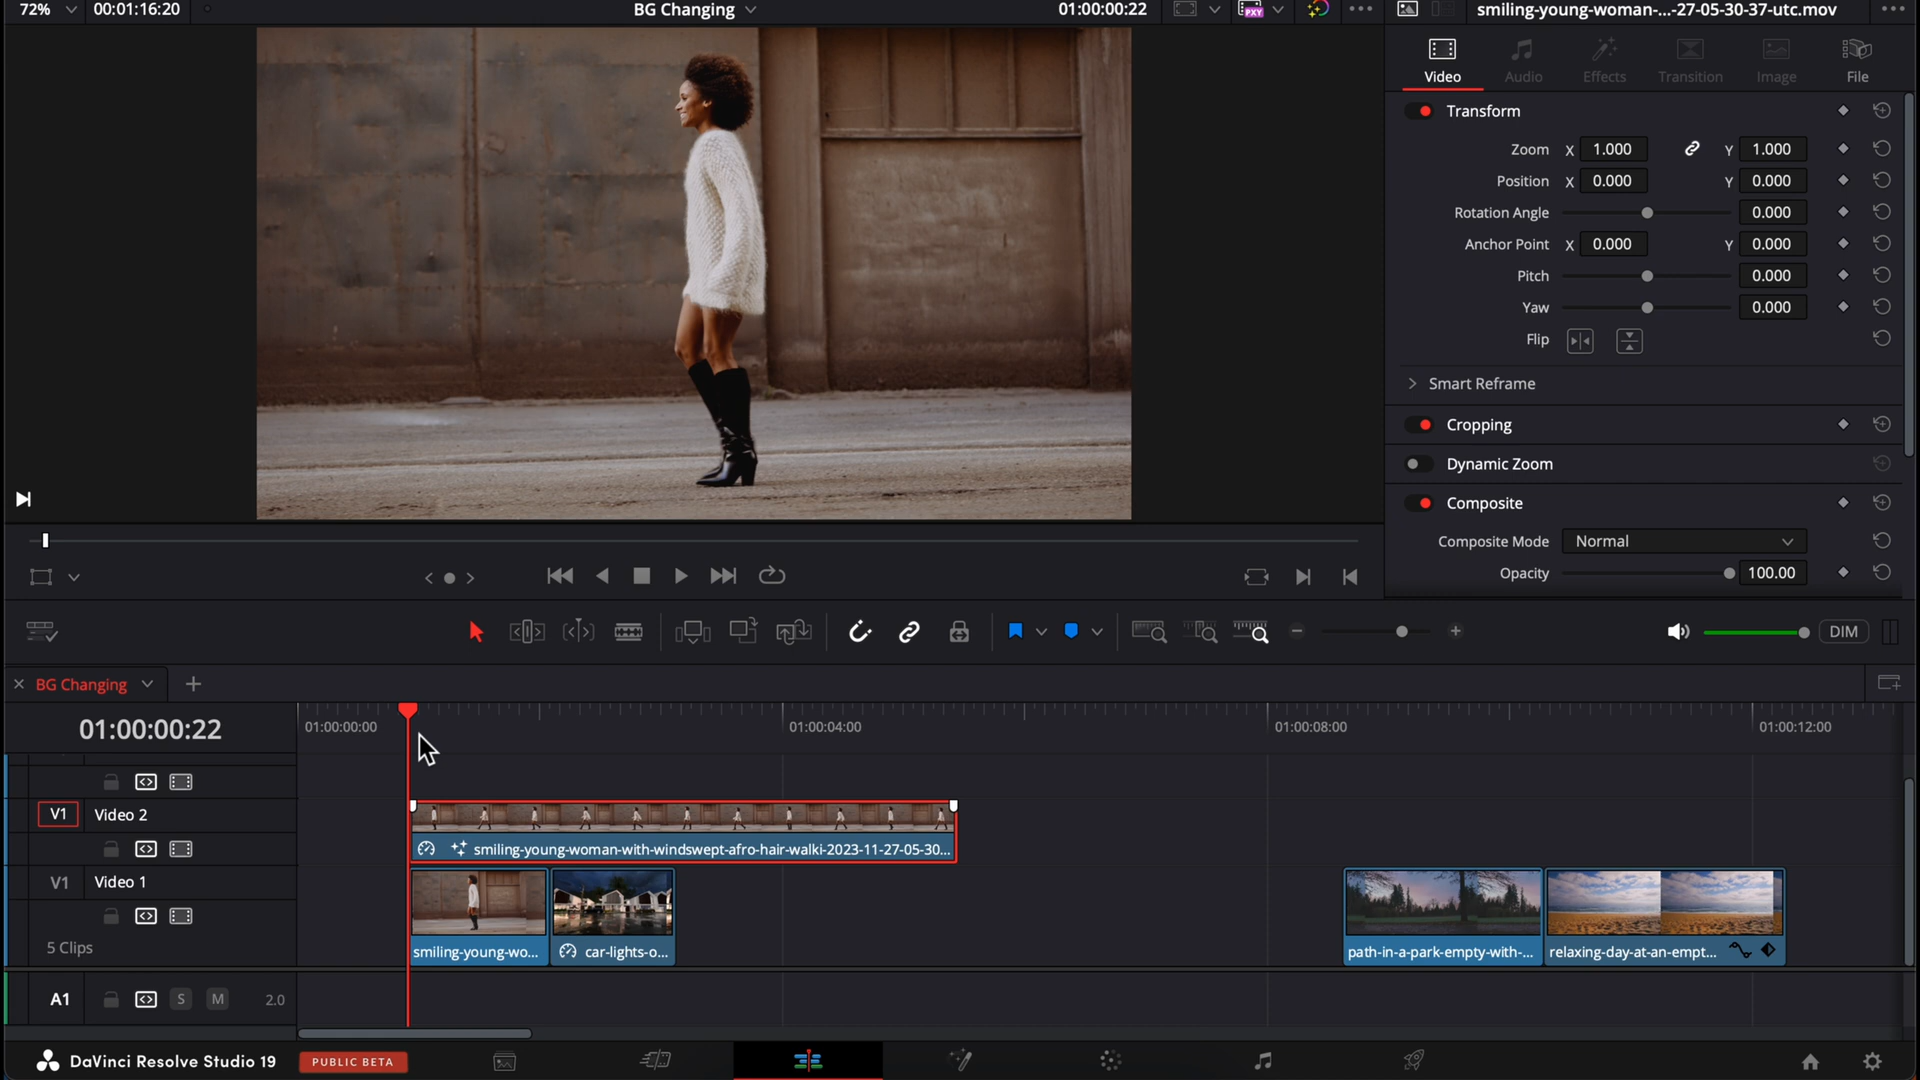 72%
00:01:16:20
BG Changing
01:00:00:22
PXY
smiling-young-woman-...-27-05-30-37-utc.mov
Video
Audio
Effects
Transition
Image
File
Transform
Zoom X 1.000 Y 1.000
Position X 0.000 Y 0.000
Rotation Angle 0.000
Anchor Point X 0.000 Y 0.000
Pitch 0.000
Yaw 0.000
Flip
Smart Reframe
Cropping
Dynamic Zoom
Composite
Composite Mode Normal
Opacity 100.00
DIM
BG Changing
01:00:00:22
01:00:00:00
01:00:04:00
01:00:08:00
01:00:12:00
V1 Video 2
smiling-young-woman-with-windswept-afro-hair-walki-2023-11-27-05-30...
V1 Video 1
5 Clips
smiling-young-wo...
car-lights-o...
path-in-a-park-empty-with-...
relaxing-day-at-an-empt...
A1 S M 2.0
DaVinci Resolve Studio 19
PUBLIC BETA